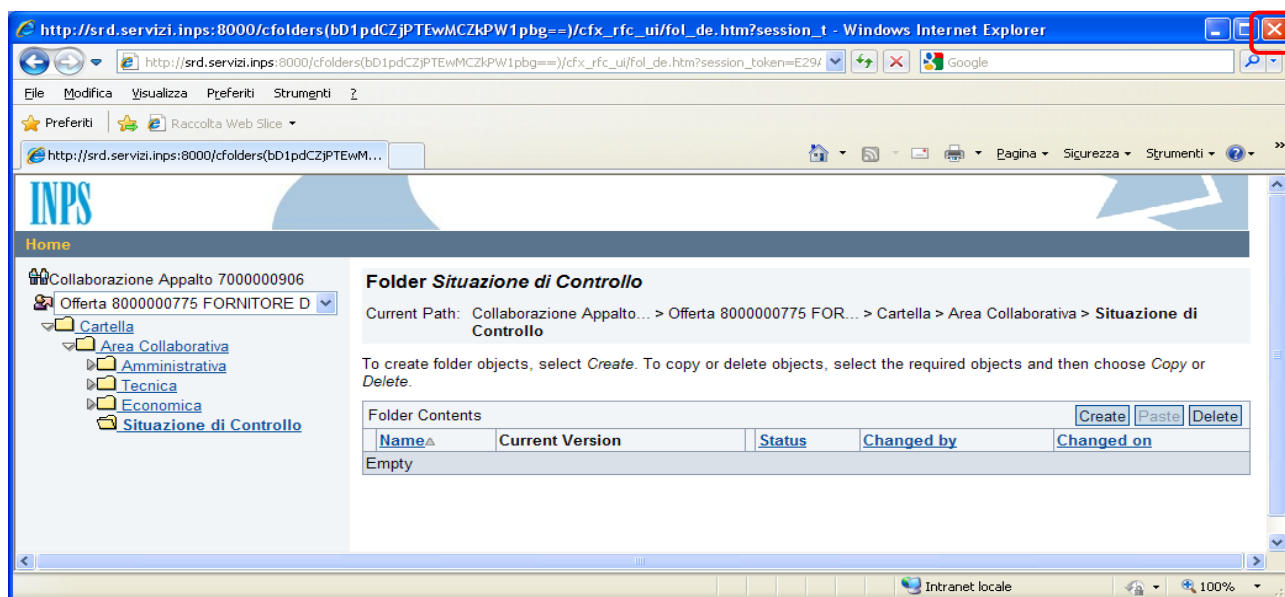 http://srd.servizi.inps:8000/cfolders(bD1pdCZjPTEwMCZkPW1pbg==)/cfx_rfc_ui/fol_de.htm?session_t - Windows Internet Explorer
http://srd.servizi.inps:8000/cfolders(bD1pdCZjPTEwMCZkPW1pbg==)/cfx_rfc_ui/fol_de.htm?session_token=E29/ Google
File Modifica Visualizza Preferiti Strumenti ?
Preferiti Raccolta Web Slice
http://srd.servizi.inps:8000/cfolders(bD1pdCZjPTEwM... Pagina Sicurezza Strumenti »
INPS
Home
Collaborazione Appalto 7000000906
Offerta 8000000775 FORNITORE D
Cartella
Area Collaborativa
Amministrativa
Tecnica
Economica
Situazione di Controllo
Folder Situazione di Controllo
Current Path: Collaborazione Appalto... > Offerta 8000000775 FOR... > Cartella > Area Collaborativa > Situazione di
Controllo
To create folder objects, select Create. To copy or delete objects, select the required objects and then choose Copy or
Delete.
Folder Contents Create Paste Delete
Name Current Version Status Changed by Changed on
Empty
Intranet locale 100%